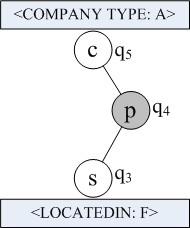 <COMPANY TYPE: A>
c q5
p q4
s q3
<LOCATEDIN: F>